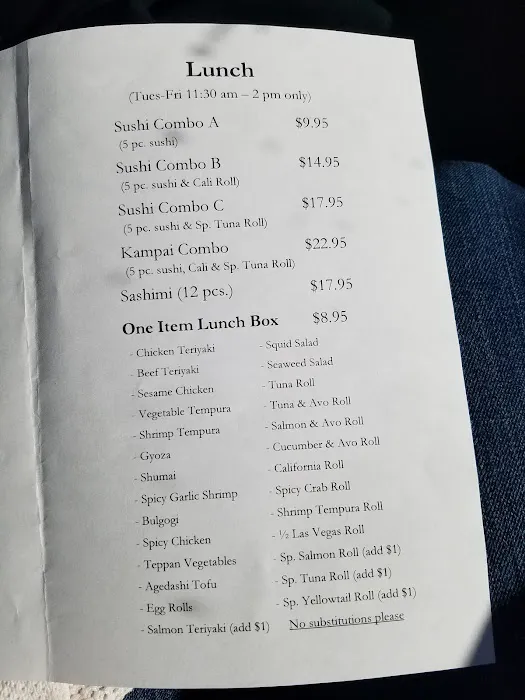 Lunch
(Tues-Fri 11:30 am – 2 pm only)
Sushi Combo A $9.95
(5 pc. sushi)
Sushi Combo B $14.95
(5 pc. sushi & Cali Roll)
Sushi Combo C $17.95
(5 pc. sushi & Sp. Tuna Roll)
Kampai Combo $22.95
(5 pc. sushi, Cali & Sp. Tuna Roll)
Sashimi (12 pcs.) $17.95
One Item Lunch Box $8.95
- Chicken Teriyaki
- Beef Teriyaki
- Sesame Chicken
- Vegetable Tempura
- Shrimp Tempura
- Gyoza
- Shumai
- Spicy Garlic Shrimp
- Bulgogi
- Spicy Chicken
- Teppan Vegetables
- Agedashi Tofu
- Egg Rolls
- Salmon Teriyaki (add $1)
- Squid Salad
- Seaweed Salad
- Tuna Roll
- Tuna & Avo Roll
- Salmon & Avo Roll
- Cucumber & Avo Roll
- California Roll
- Spicy Crab Roll
- Shrimp Tempura Roll
- ½ Las Vegas Roll
- Sp. Salmon Roll (add $1)
- Sp. Tuna Roll (add $1)
- Sp. Yellowtail Roll (add $1)
No substitutions please